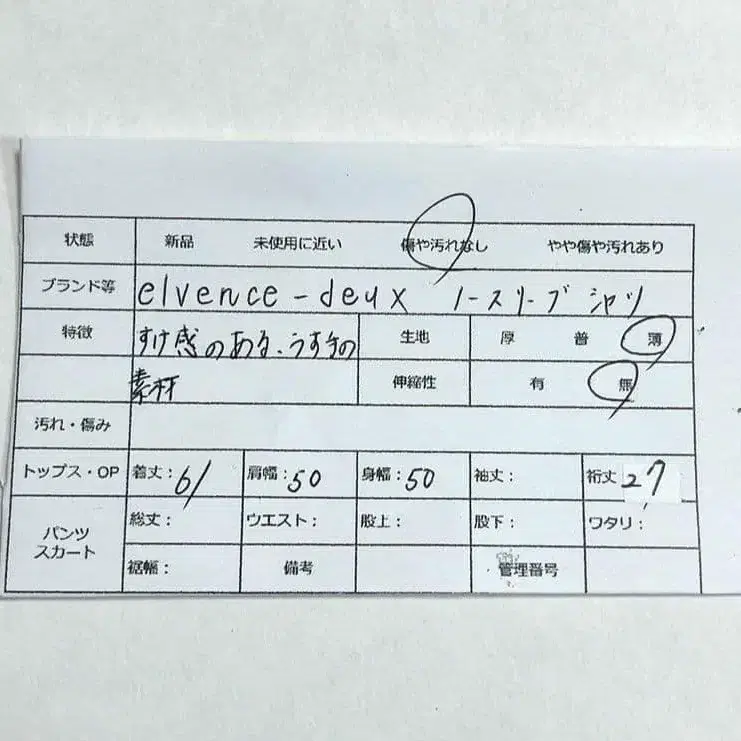 状態 新品 未使用に近い 傷や汚れなし やや傷や汚れあり
ブランド等 elvence-deux ノースリーブシャツ
特徴 すけ感のある、うす手の 生地 厚 普 薄
素材 伸縮性 有 無
汚れ・傷み
トップス・OP 着丈：61 肩幅：50 身幅：50 袖丈： 裄丈 27
パンツ 総丈： ウエスト： 股上： 股下： ワタリ：
スカート 裾幅： 備考 管理番号